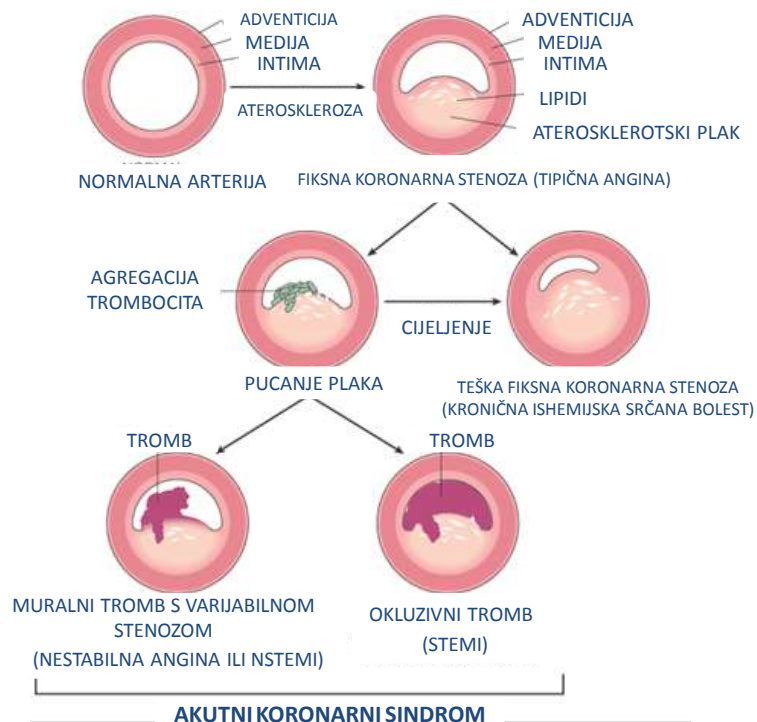 ADVENTICIJA
MEDIJA
INTIMA
ATEROSKLEROZA
ADVENTICIJA
MEDIJA
INTIMA
LIPIDI
ATEROSKLEROTSKI PLAK
NORMALNA ARTERIJA
FIKSNA KORONARNA STENOZA (TIPIČNA ANGINA)
AGREGACIJA
TROMBOCITA
CIJELJENJE
PUCANJE PLAKA
TEŠKA FIKSNA KORONARNA STENOZA
(KRONIČNA ISHEMIJSKA SRČANA BOLEST)
TROMB
TROMB
MURALNI TROMB S VARIJABILNOM
STENOZOM
(NESTABILNA ANGINA ILI NSTEMI)
OKLUZIVNI TROMB
(STEMI)
AKUTNI KORONARNI SINDROM